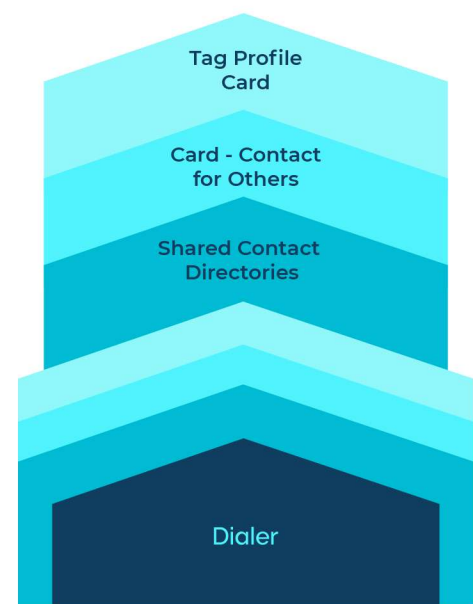 Tag Profile
Card
Card - Contact
for Others
Shared Contact
Directories
Dialer